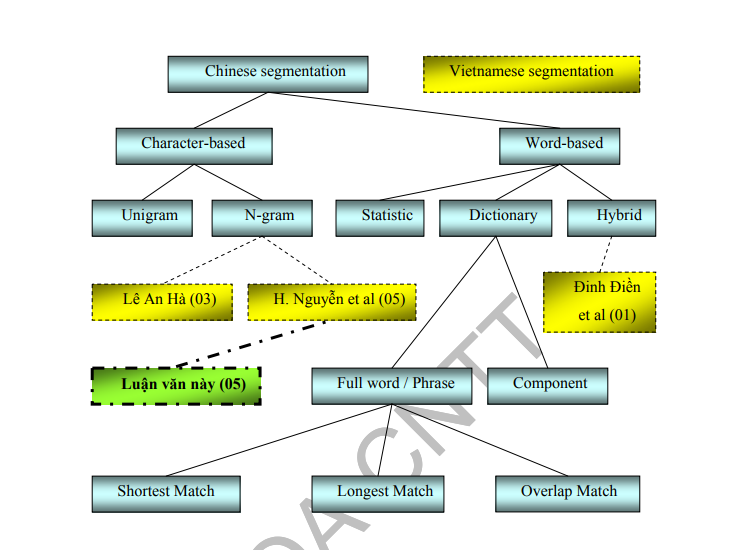 Chinese segmentation
Vietnamese segmentation
Character-based
Word-based
Unigram
N-gram
Statistic
Dictionary
Hybrid
Lê An Hà (03)
H. Nguyễn et al (05)
Đinh Điền
et al (01)
Luận văn này (05)
Full word / Phrase
Component
Shortest Match
Longest Match
Overlap Match
OA CNTT